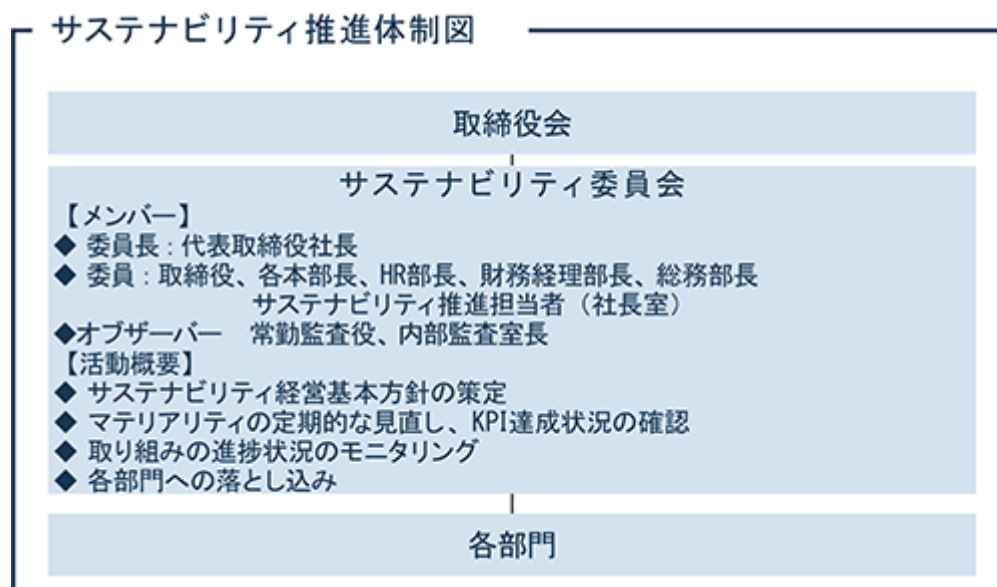 サステナビリティ推進体制図
取締役会
サステナビリティ委員会
【メンバー】
◆ 委員長：代表取締役社長
◆ 委員：取締役、各本部長、HR部長、財務経理部長、総務部長
サステナビリティ推進担当者（社長室）
◆オブザーバー　常勤監査役、内部監査室長
【活動概要】
◆ サステナビリティ経営基本方針の策定
◆ マテリアリティの定期的な見直し、KPI達成状況の確認
◆ 取り組みの進捗状況のモニタリング
◆ 各部門への落とし込み
各部門